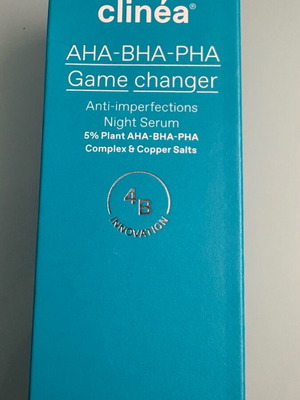 clinéa®
AHA-BHA-PHA
Game changer
Anti-imperfections
Night Serum
5% Plant AHA-BHA-PHA
Complex & Copper Salts
4B
INNOVATION